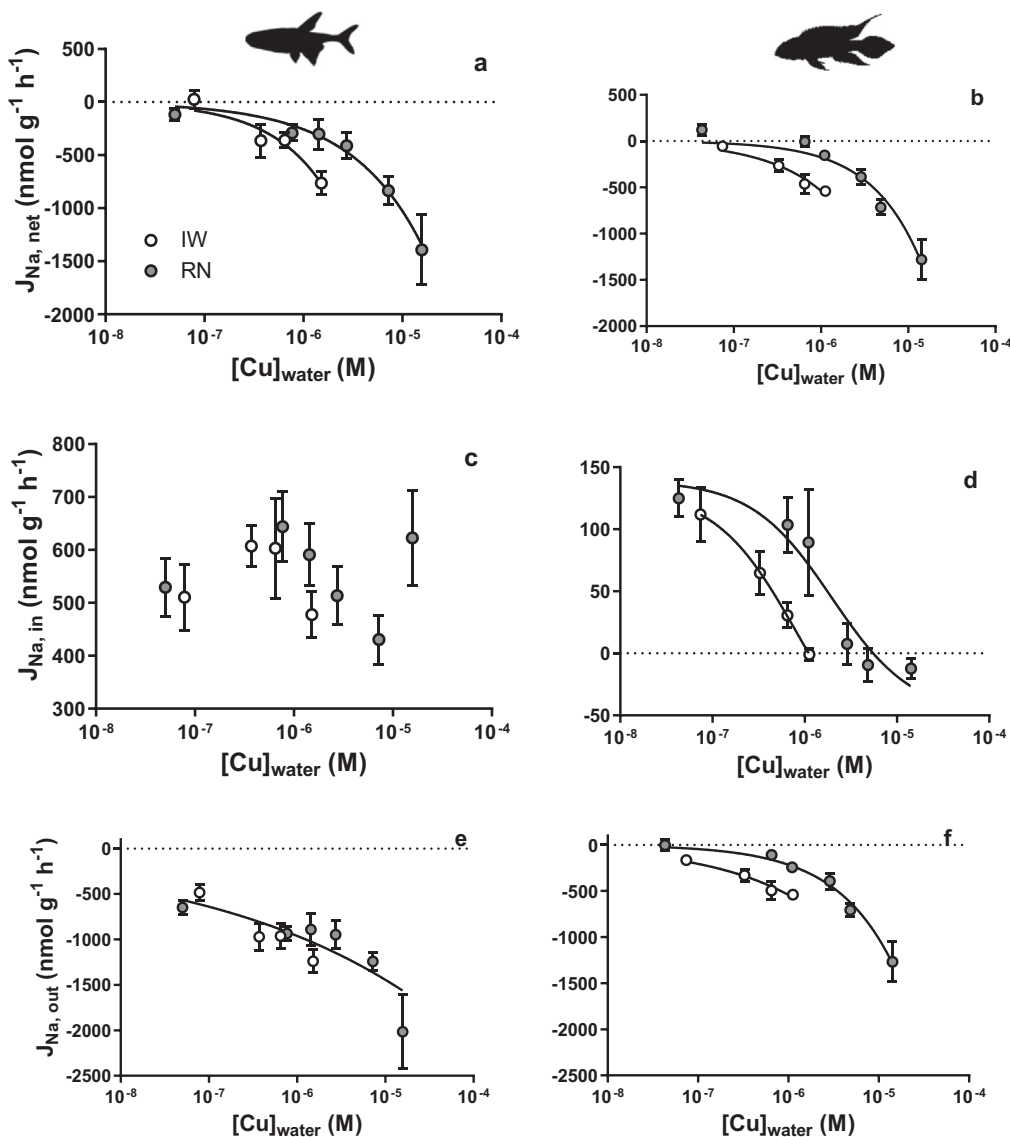 a
500
0
-500
-1000
-1500
-2000
J_Na, net (nmol g⁻¹ h⁻¹)
IW
RN
10⁻⁸ 10⁻⁷ 10⁻⁶ 10⁻⁵ 10⁻⁴
[Cu]water (M)
b
500
0
-500
-1000
-1500
-2000
10⁻⁸ 10⁻⁷ 10⁻⁶ 10⁻⁵ 10⁻⁴
[Cu]water (M)
c
800
700
600
500
400
300
J_Na, in (nmol g⁻¹ h⁻¹)
10⁻⁸ 10⁻⁷ 10⁻⁶ 10⁻⁵ 10⁻⁴
[Cu]water (M)
d
150
100
50
0
-50
10⁻⁸ 10⁻⁷ 10⁻⁶ 10⁻⁵ 10⁻⁴
[Cu]water (M)
e
0
-500
-1000
-1500
-2000
-2500
J_Na, out (nmol g⁻¹ h⁻¹)
10⁻⁸ 10⁻⁷ 10⁻⁶ 10⁻⁵ 10⁻⁴
[Cu]water (M)
f
0
-500
-1000
-1500
-2000
-2500
10⁻⁸ 10⁻⁷ 10⁻⁶ 10⁻⁵ 10⁻⁴
[Cu]water (M)